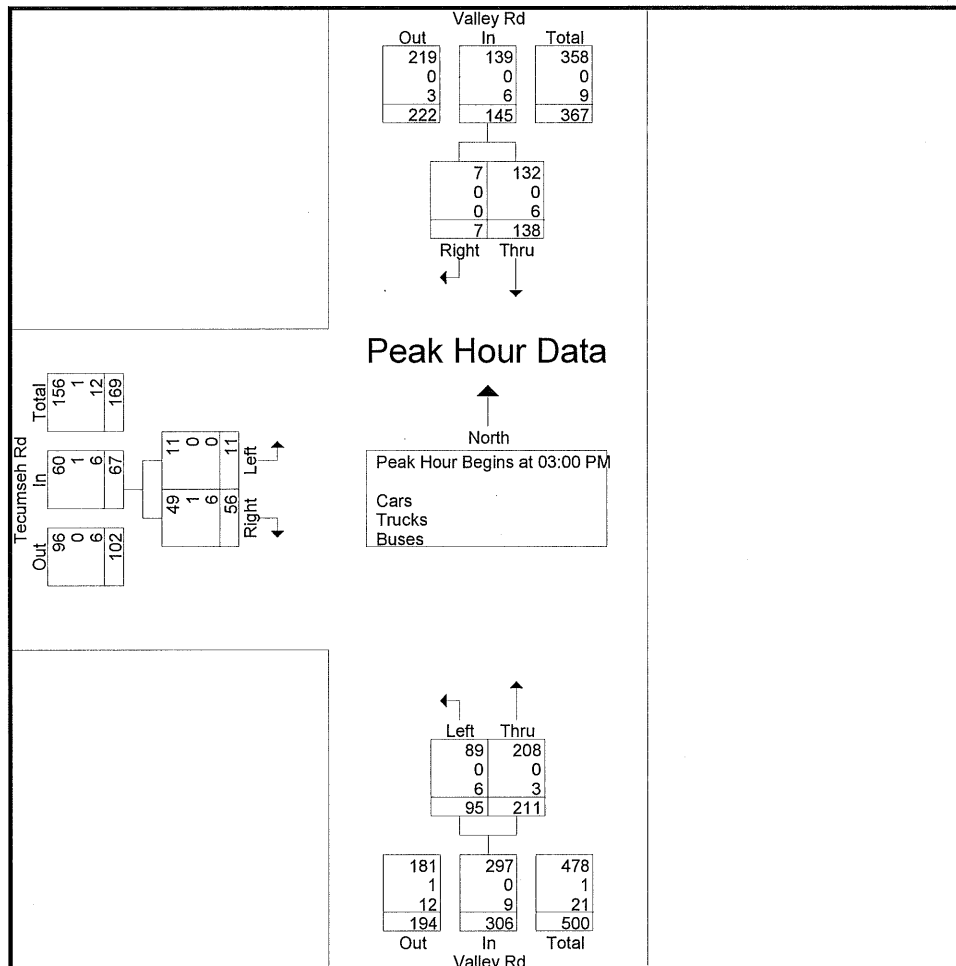 Valley Rd
Out In Total
219 139 358
0 0 0
3 6 9
222 145 367
7 132
0 0
0 6
7 138
Right Thru
Peak Hour Data
North
Peak Hour Begins at 03:00 PM
Cars
Trucks
Buses
Tecumseh Rd
Total
156
1
12
169
In
60
1
6
67
Out
96
0
6
102
11
0
0
11
Left
49
1
6
56
Right
Left Thru
89 208
0 0
6 3
95 211
181 297 478
1 0 1
12 9 21
194 306 500
Out In Total
Valley Rd